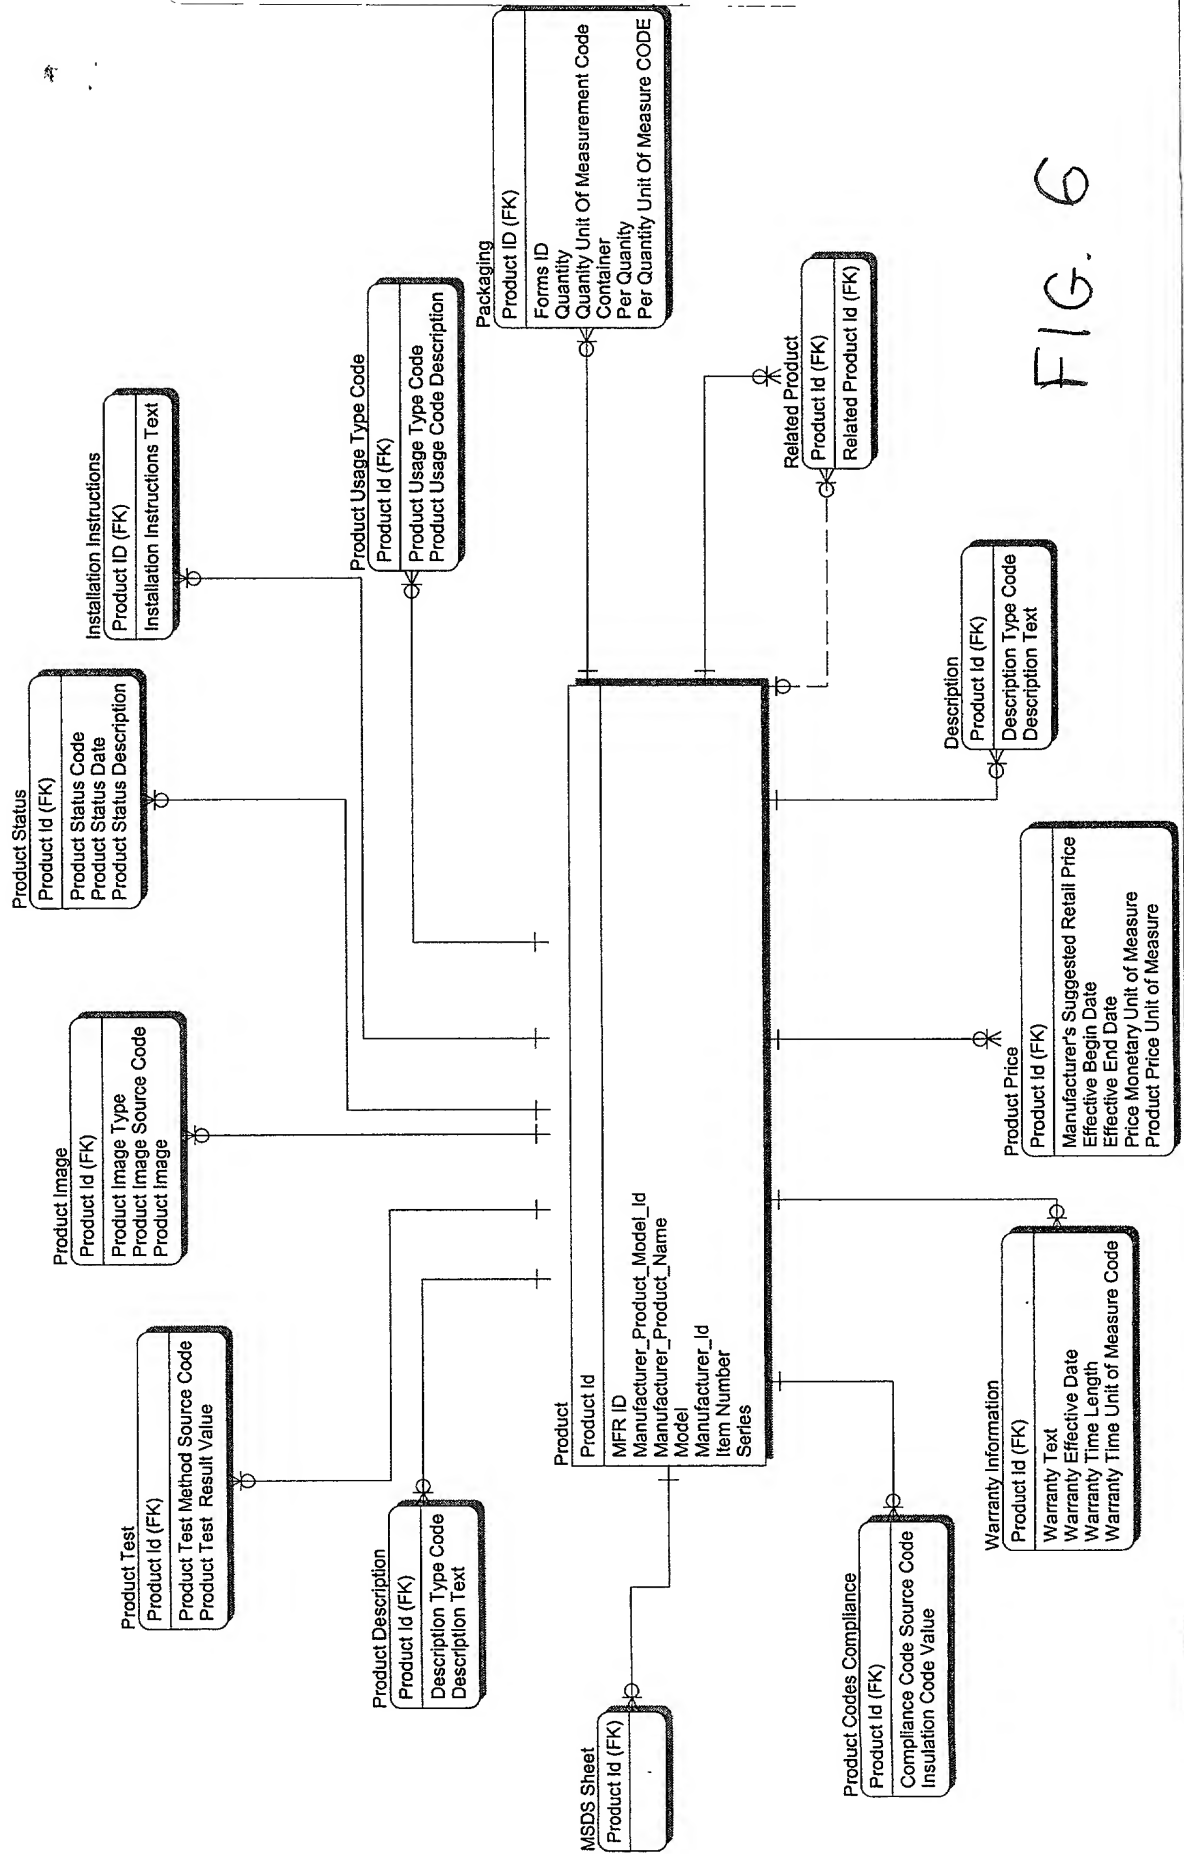 Product Test
Product Id (FK)
Product Test Method Source Code
Product Test Result Value
Product Image
Product Id (FK)
Product Image Type
Product Image Source Code
Product Image
Product Status
Product Id (FK)
Product Status Code
Product Status Date
Product Status Description
Installation Instructions
Product ID (FK)
Installation Instructions Text
Product Description
Product Id (FK)
Description Type Code
Description Text
Product Usage Type Code
Product Id (FK)
Product Usage Type Code
Product Usage Code Description
Packaging
Product ID (FK)
Forms ID
Quantity
Quanity Unit Of Measurement Code
Container
Per Quanity
Per Quantity Unit Of Measure CODE
MSDS Sheet
Product Id (FK)
Product
Product Id
MFR ID
Manufacturer_Product_Model_Id
Manufacturer_Product_Name
Model
Manufacturer_Id
Item Number
Series
Related Product
Product Id (FK)
Related Product Id (FK)
Product Codes Compliance
Product Id (FK)
Compliance Code Source Code
Insulation Code Value
Warranty Information
Product Id (FK)
Warranty Text
Warranty Effective Date
Warranty Time Length
Warranty Time Unit of Measure Code
Product Price
Product Id (FK)
Manufacturer's Suggested Retail Price
Effective Begin Date
Effective End Date
Price Monetary Unit of Measure
Product Price Unit of Measure
Description
Product Id (FK)
Description Type Code
Description Text
FIG. 6